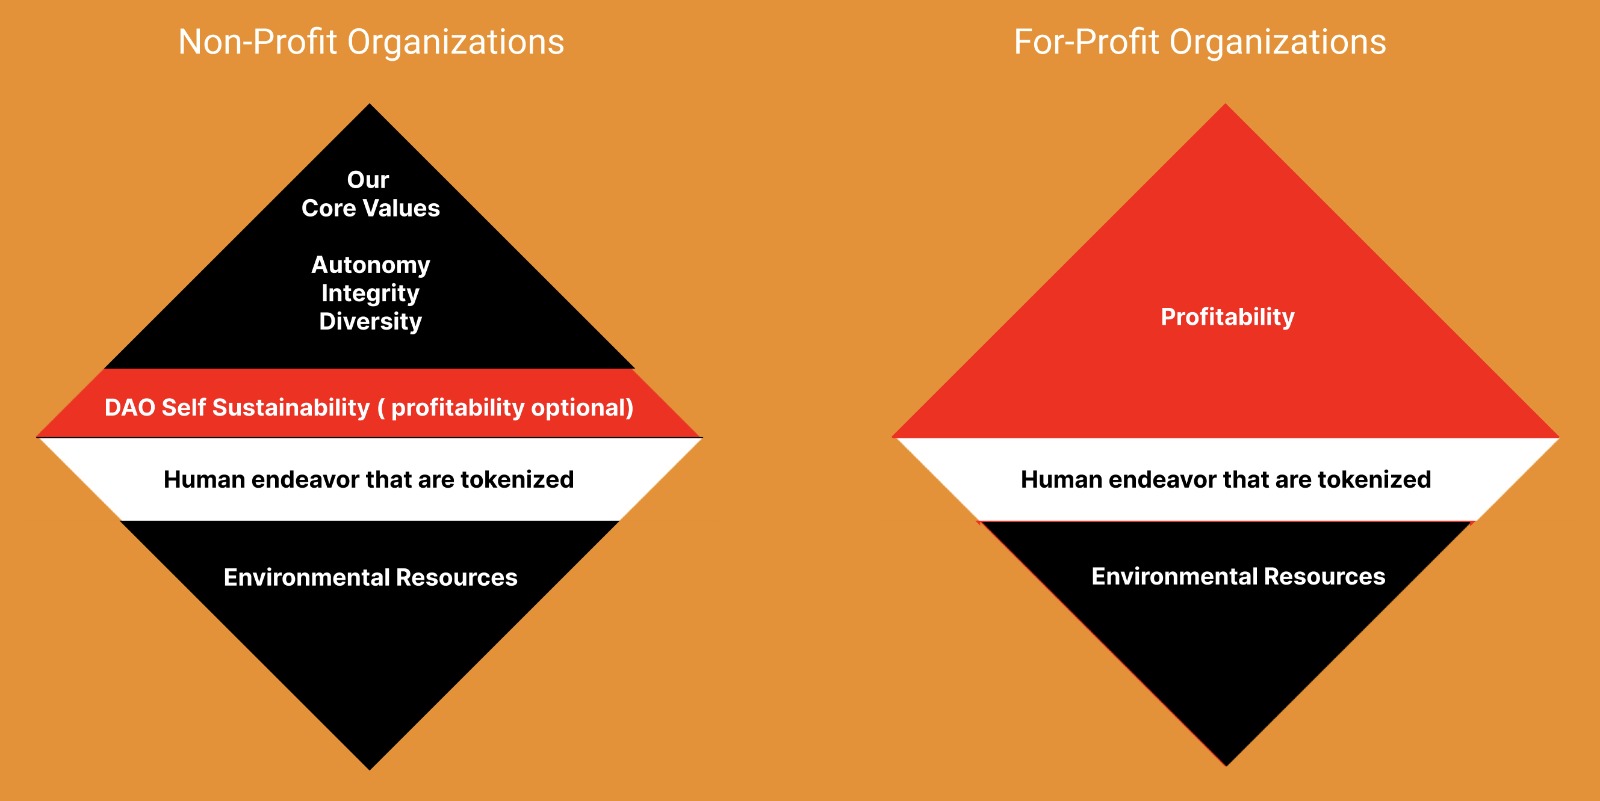 Non-Profit Organizations
Our
Core Values
Autonomy
Integrity
Diversity
DAO Self Sustainability ( profitability optional)
Human endeavor that are tokenized
Environmental Resources
For-Profit Organizations
Profitability
Human endeavor that are tokenized
Environmental Resources